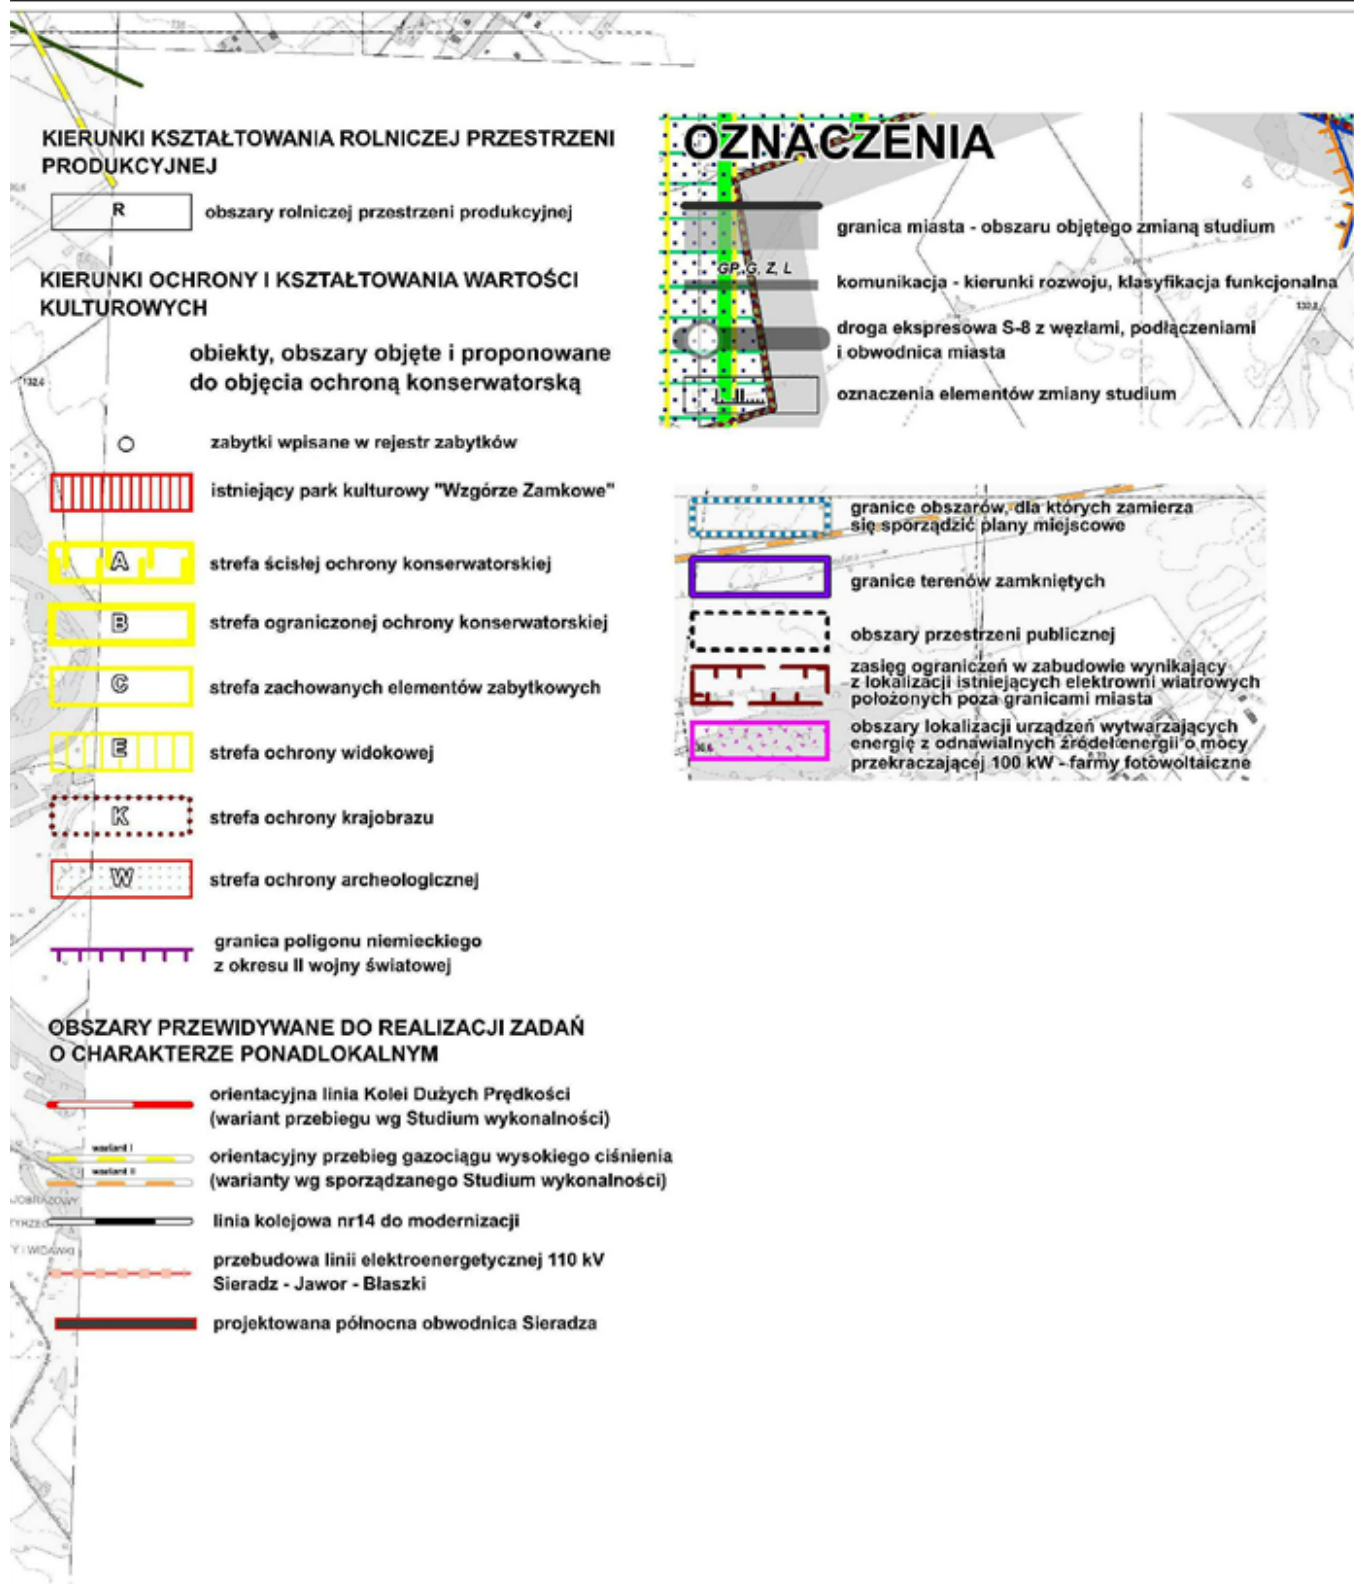 KIERUNKI KSZTAŁTOWANIA ROLNICZEJ PRZESTRZENI
PRODUKCYJNEJ
R
obszary rolniczej przestrzeni produkcyjnej
KIERUNKI OCHRONY I KSZTAŁTOWANIA WARTOŚCI
KULTUROWYCH
obiekty, obszary objęte i proponowane
do objęcia ochroną konserwatorską
132,6
zabytki wpisane w rejestr zabytków
istniejący park kulturowy "Wzgórze Zamkowe"
A
strefa ścisłej ochrony konserwatorskiej
B
strefa ograniczonej ochrony konserwatorskiej
C
strefa zachowanych elementów zabytkowych
E
strefa ochrony widokowej
K
strefa ochrony krajobrazu
W
strefa ochrony archeologicznej
granica poligonu niemieckiego
z okresu II wojny światowej
OBSZARY PRZEWIDYWANE DO REALIZACJI ZADAŃ
O CHARAKTERZE PONADLOKALNYM
orientacyjna linia Kolei Dużych Prędkości
(wariant przebiegu wg Studium wykonalności)
wariant I
orientacyjny przebieg gazociągu wysokiego ciśnienia
wariant II
(warianty wg sporządzanego Studium wykonalności)
linia kolejowa nr14 do modernizacji
Y I WIDAWKI
przebudowa linii elektroenergetycznej 110 kV
Sieradz - Jawor - Błaszki
projektowana północna obwodnica Sieradza
OZNACZENIA
granica miasta - obszaru objętego zmianą studium
GP, G, Z, L
komunikacja - kierunki rozwoju, klasyfikacja funkcjonalna
droga ekspresowa S-8 z węzłami, podłączeniami
i obwodnica miasta
II
oznaczenia elementów zmiany studium
granice obszarów, dla których zamierza
się sporządzić plany miejscowe
granice terenów zamkniętych
obszary przestrzeni publicznej
zasięg ograniczeń w zabudowie wynikający
z lokalizacji istniejących elektrowni wiatrowych
położonych poza granicami miasta
obszary lokalizacji urządzeń wytwarzających
energię z odnawialnych źródeł energii o mocy
przekraczającej 100 kW - farmy fotowoltaiczne